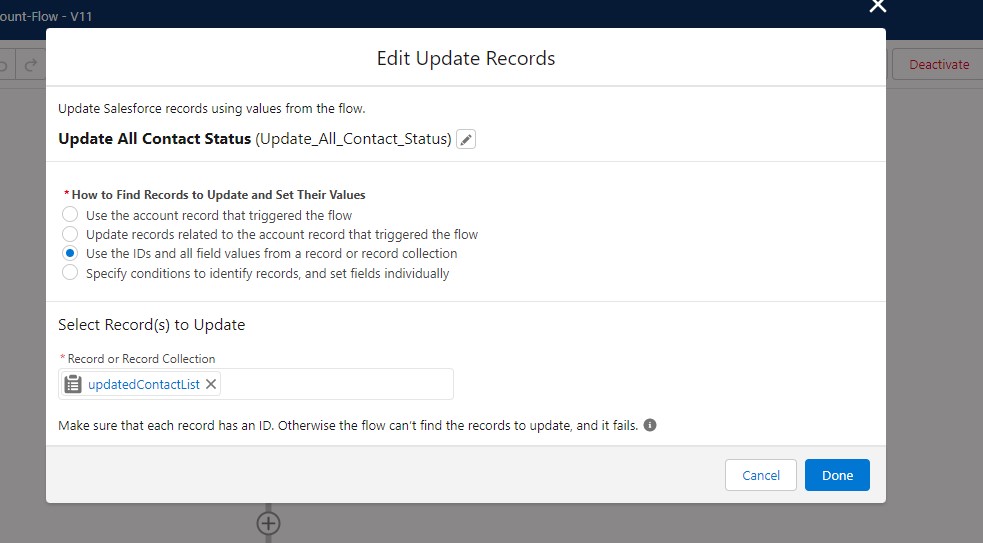 ount-Flow - V11
Edit Update Records
Deactivate
Update Salesforce records using values from the flow.
Update All Contact Status (Update_All_Contact_Status)
* How to Find Records to Update and Set Their Values
Use the account record that triggered the flow
Update records related to the account record that triggered the flow
Use the IDs and all field values from a record or record collection
Specify conditions to identify records, and set fields individually
Select Record(s) to Update
* Record or Record Collection
updatedContactList
Make sure that each record has an ID. Otherwise the flow can't find the records to update, and it fails.
Cancel
Done